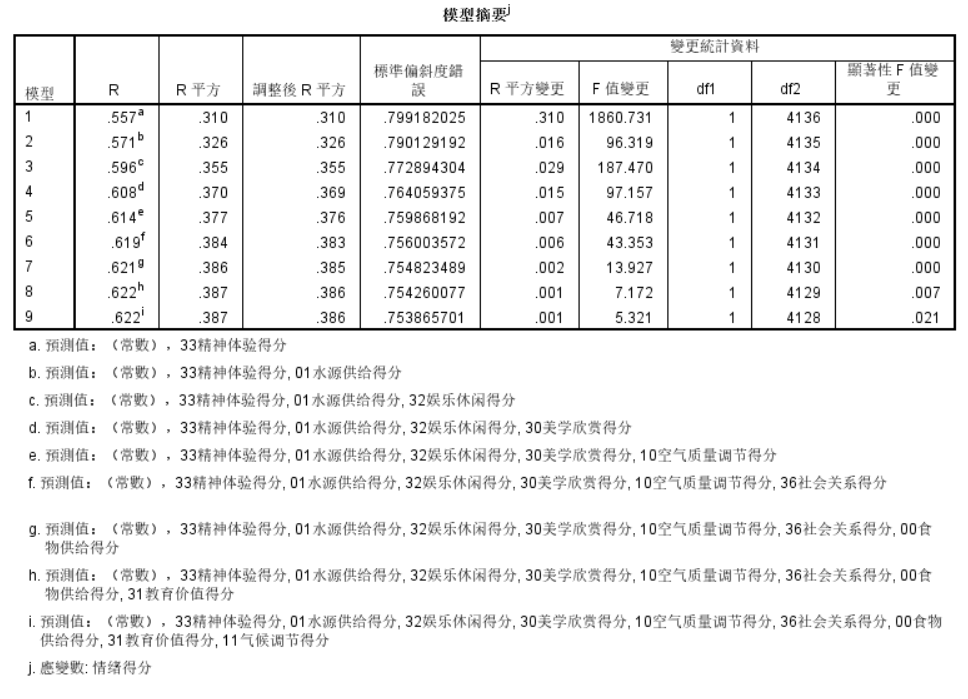 模型摘要j
變更統計資料
模型 R R 平方 調整後 R 平方 標準偏斜度錯誤 R 平方變更 F 值變更 df1 df2 顯著性 F 值變更
1 .557a .310 .310 .799182025 .310 1860.731 1 4136 .000
2 .571b .326 .326 .790129192 .016 96.319 1 4135 .000
3 .596c .355 .355 .772894304 .029 187.470 1 4134 .000
4 .608d .370 .369 .764059375 .015 97.157 1 4133 .000
5 .614e .377 .376 .759868192 .007 46.718 1 4132 .000
6 .619f .384 .383 .756003572 .006 43.353 1 4131 .000
7 .621g .386 .385 .754823489 .002 13.927 1 4130 .000
8 .622h .387 .386 .754260077 .001 7.172 1 4129 .007
9 .622i .387 .386 .753865701 .001 5.321 1 4128 .021
a. 預測值：（常數），33精神体验得分
b. 預測值：（常數），33精神体验得分, 01水源供给得分
c. 預測值：（常數），33精神体验得分, 01水源供给得分, 32娱乐休闲得分
d. 預測值：（常數），33精神体验得分, 01水源供给得分, 32娱乐休闲得分, 30美学欣赏得分
e. 預測值：（常數），33精神体验得分, 01水源供给得分, 32娱乐休闲得分, 30美学欣赏得分, 10空气质量调节得分
f. 預測值：（常數），33精神体验得分, 01水源供给得分, 32娱乐休闲得分, 30美学欣赏得分, 10空气质量调节得分, 36社会关系得分
g. 預測值：（常數），33精神体验得分, 01水源供给得分, 32娱乐休闲得分, 30美学欣赏得分, 10空气质量调节得分, 36社会关系得分, 00食
物供给得分
h. 預測值：（常數），33精神体验得分, 01水源供给得分, 32娱乐休闲得分, 30美学欣赏得分, 10空气质量调节得分, 36社会关系得分, 00食
物供给得分, 31教育价值得分
i. 預測值：（常數），33精神体验得分, 01水源供给得分, 32娱乐休闲得分, 30美学欣赏得分, 10空气质量调节得分, 36社会关系得分, 00食物
供给得分, 31教育价值得分, 11气候调节得分
j. 應變數: 情绪得分